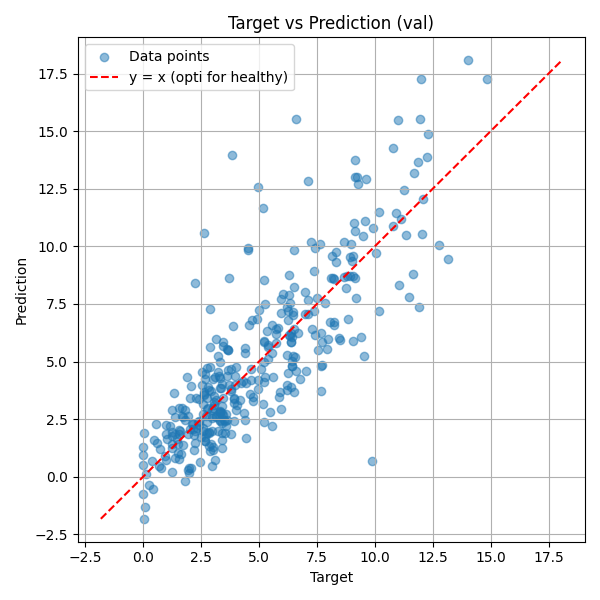 Target vs Prediction (val)
Data points
y = x (opti for healthy)
17.5
15.0
12.5
10.0
7.5
5.0
2.5
0.0
−2.5
Prediction
−2.5 0.0 2.5 5.0 7.5 10.0 12.5 15.0 17.5
Target